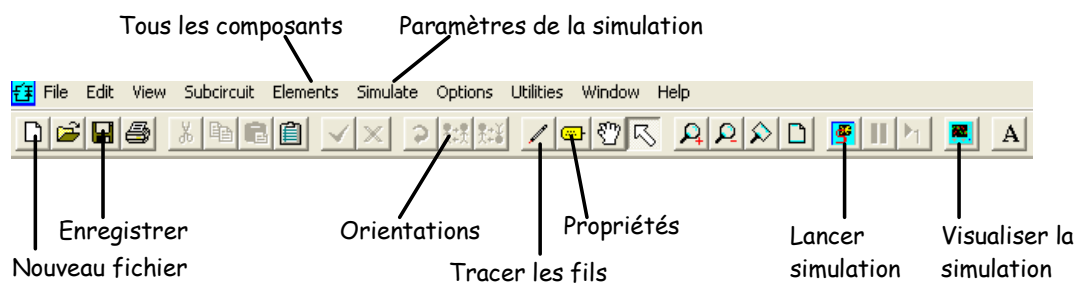 Tous les composants
Paramètres de la simulation
File Edit View Subcircuit Elements Simulate Options Utilities Window Help
A
Enregistrer
Orientations
Propriétés
Lancer
simulation
Visualiser la
simulation
Nouveau fichier
Tracer les fils